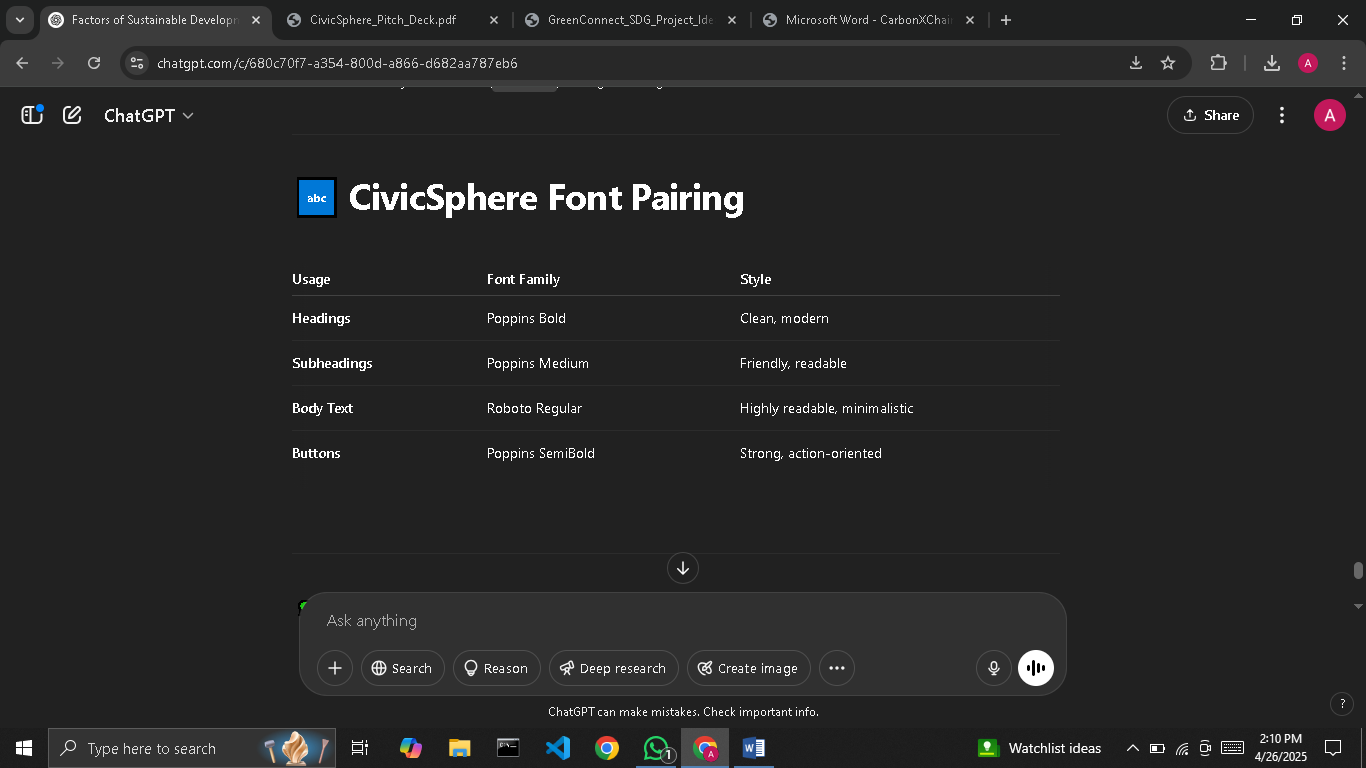 Factors of Sustainable Developn
CivicSphere_Pitch_Deck.pdf
GreenConnect_SDG_Project_Ide
Microsoft Word - CarbonXChai
chatgpt.com/c/680c70f7-a354-800d-a866-d682aa787eb6
A
ChatGPT
Share
A
abc CivicSphere Font Pairing
Usage Font Family Style
Headings Poppins Bold Clean, modern
Subheadings Poppins Medium Friendly, readable
Body Text Roboto Regular Highly readable, minimalistic
Buttons Poppins SemiBold Strong, action-oriented
Ask anything
Search Reason Deep research Create image
ChatGPT can make mistakes. Check important info.
?
Type here to search
1
A
Watchlist ideas
2:10 PM
4/26/2025